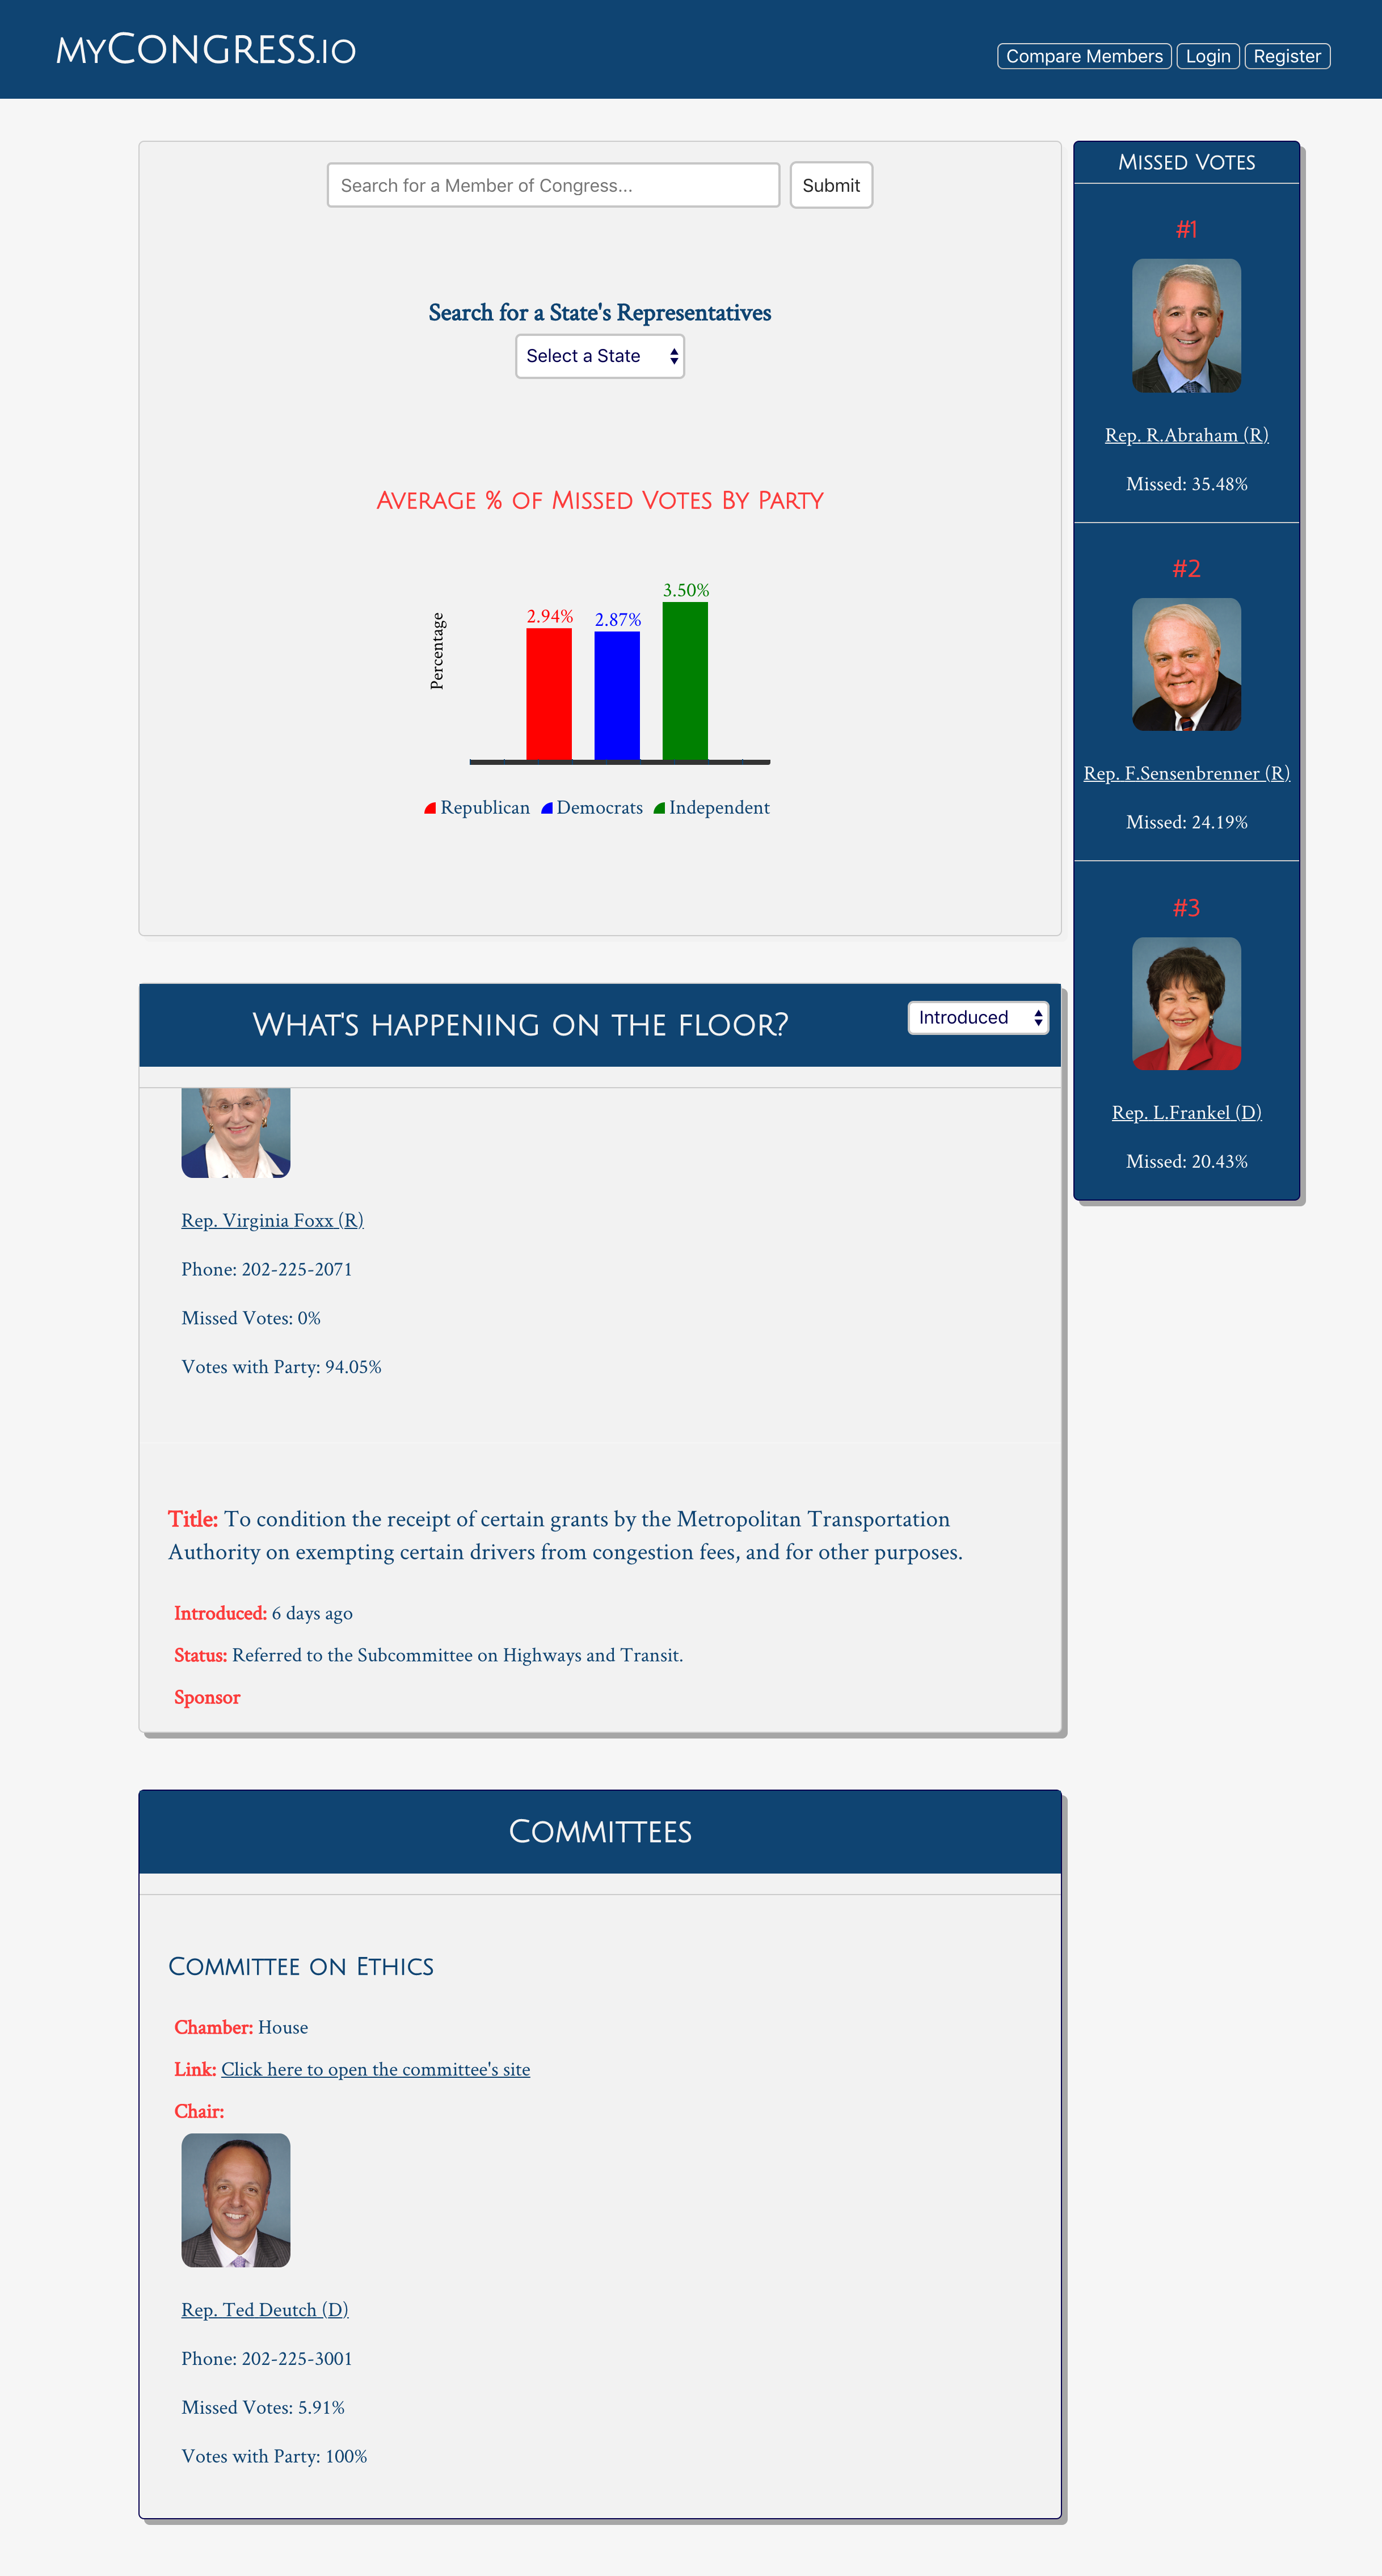 MYCONGRESS.IO
Compare Members
Login
Register
Search for a Member of Congress...
Submit
Search for a State's Representatives
Select a State
AVERAGE % OF MISSED VOTES BY PARTY
Percentage
2.94%
2.87%
3.50%
Republican
Democrats
Independent
MISSED VOTES
#1
Rep. R.Abraham (R)
Missed: 35.48%
#2
Rep. F.Sensenbrenner (R)
Missed: 24.19%
#3
Rep. L.Frankel (D)
Missed: 20.43%
WHAT'S HAPPENING ON THE FLOOR?
Introduced
Rep. Virginia Foxx (R)
Phone: 202-225-2071
Missed Votes: 0%
Votes with Party: 94.05%
Title: To condition the receipt of certain grants by the Metropolitan Transportation
Authority on exempting certain drivers from congestion fees, and for other purposes.
Introduced: 6 days ago
Status: Referred to the Subcommittee on Highways and Transit.
Sponsor
COMMITTEES
COMMITTEE ON ETHICS
Chamber: House
Link: Click here to open the committee's site
Chair:
Rep. Ted Deutch (D)
Phone: 202-225-3001
Missed Votes: 5.91%
Votes with Party: 100%